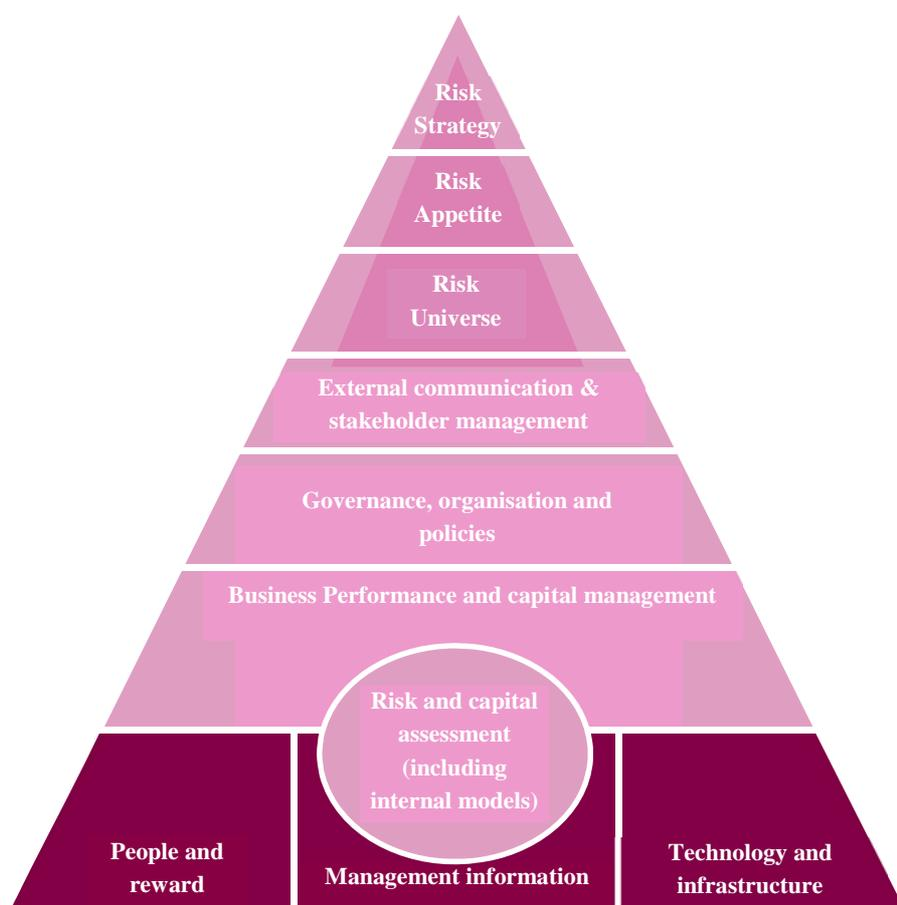 Risk
Strategy
Risk
Appetite
Risk
Universe
External communication &
stakeholder management
Governance, organisation and
policies
Business Performance and capital management
Risk and capital
assessment
(including
internal models)
People and
reward
Management information
Technology and
infrastructure